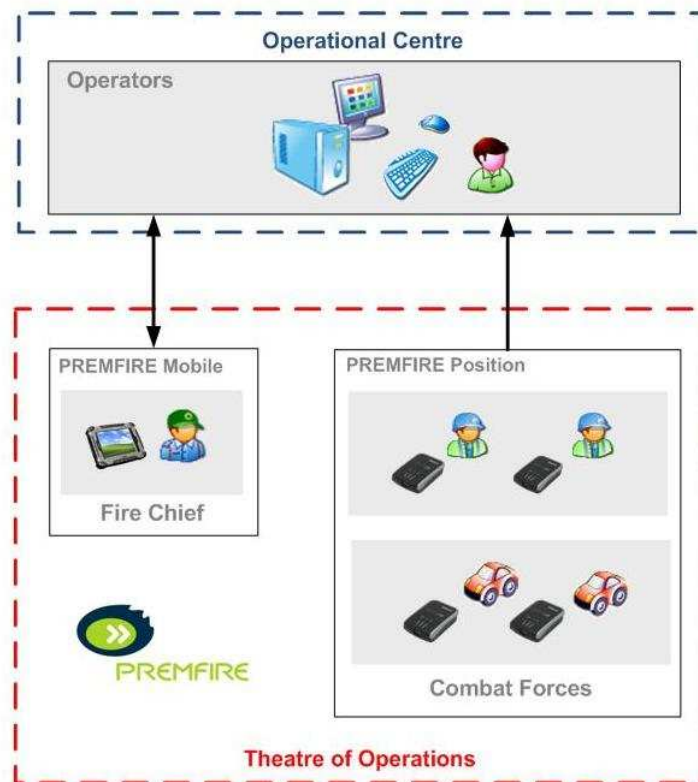 Operational Centre
Operators
PREMFIRE Mobile
Fire Chief
PREMFIRE Position
Combat Forces
PREMFIRE
Theatre of Operations